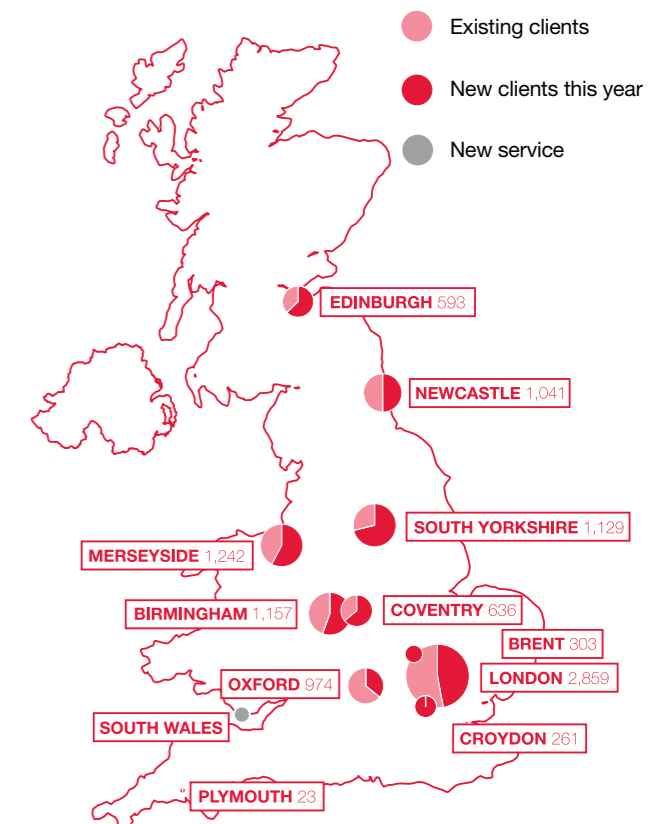 Existing clients
New clients this year
New service
EDINBURGH 593
NEWCASTLE 1,041
SOUTH YORKSHIRE 1,129
MERSEYSIDE 1,242
BIRMINGHAM 1,157
COVENTRY 636
BRENT 303
OXFORD 974
LONDON 2,859
SOUTH WALES
CROYDON 261
PLYMOUTH 23